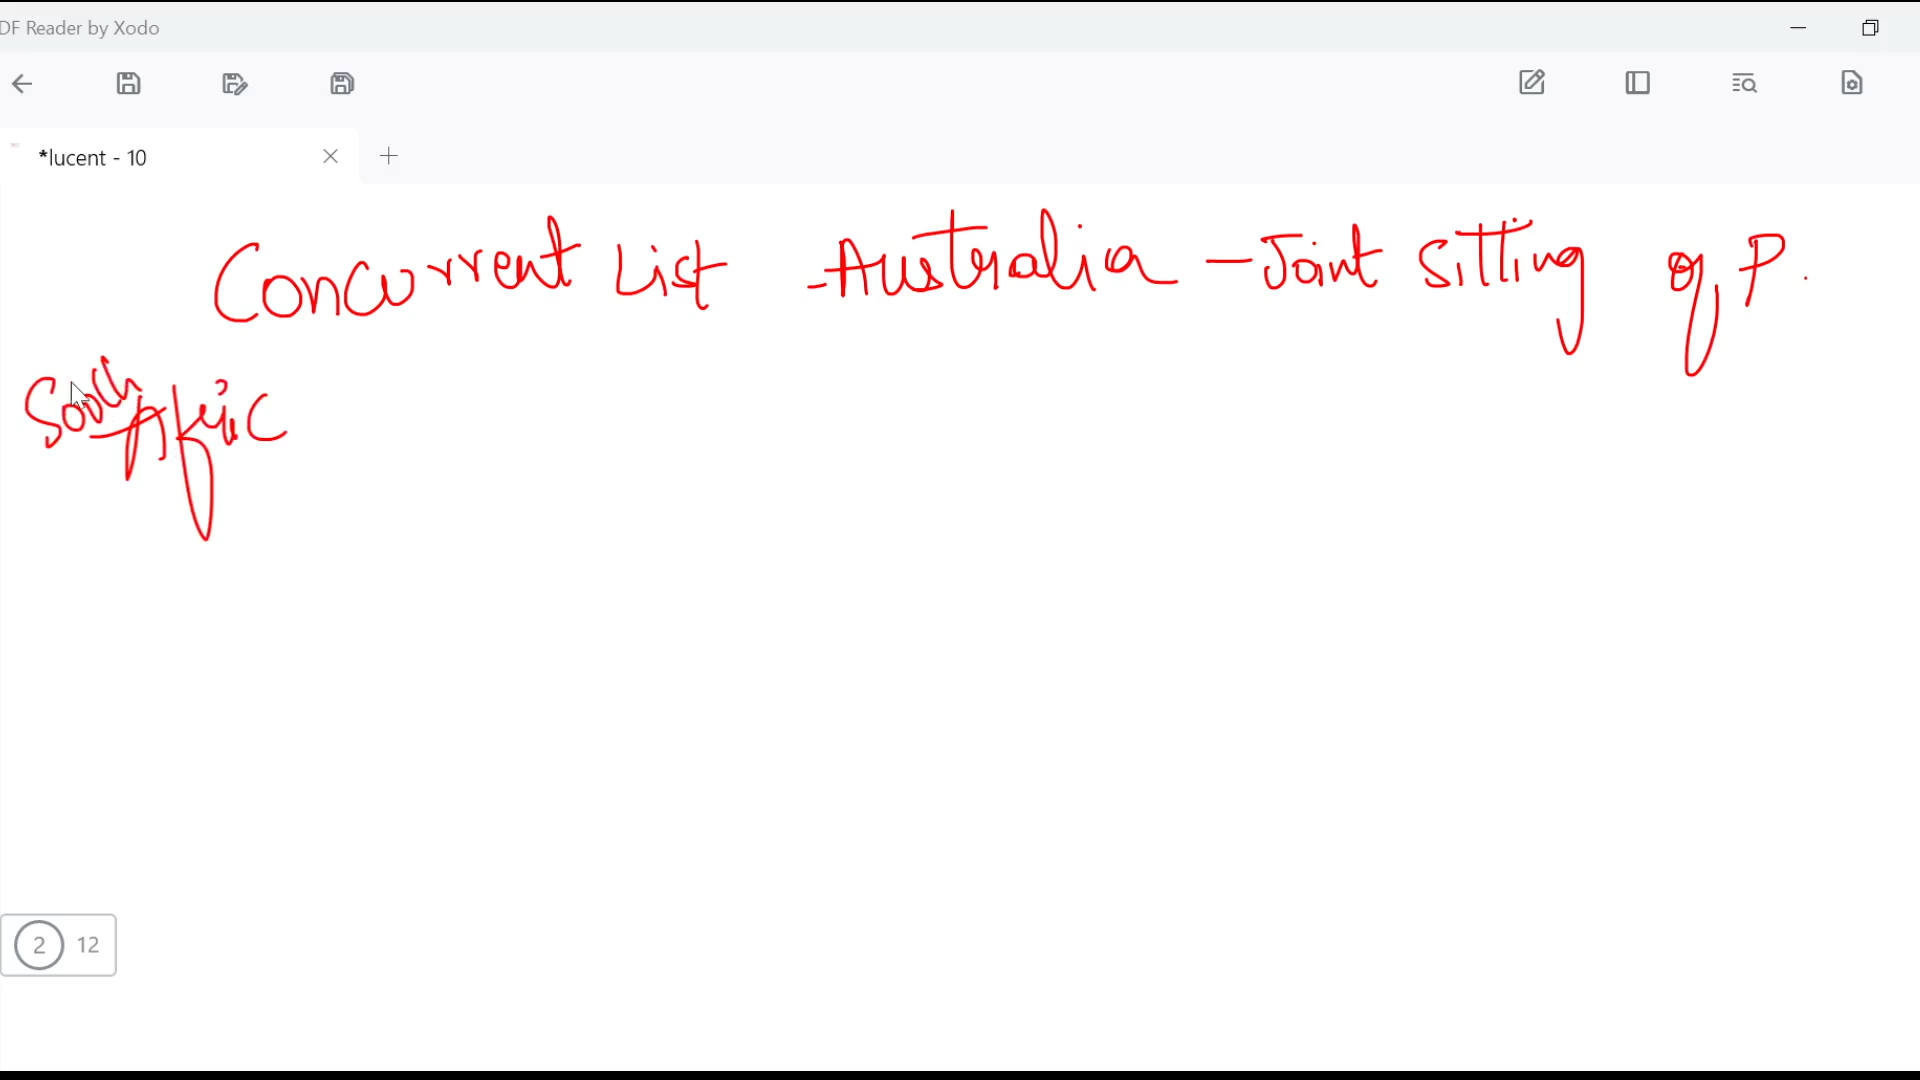 DF Reader by Xodo
*lucent - 10
Concurrent List - Australia - Joint Sitting of P.
South
Afric
2 12